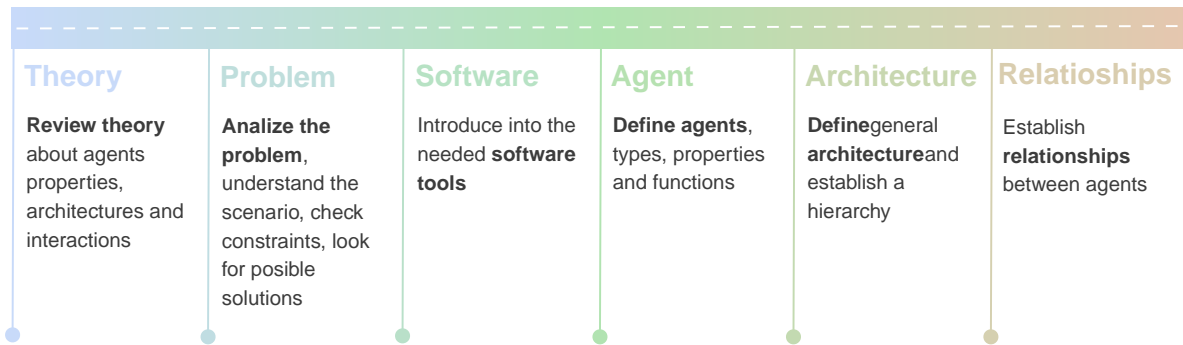 Theory
Review theory
about agents
properties,
architectures and
interactions
Problem
Analize the
problem,
understand the
scenario, check
constraints, look
for posible
solutions
Software
Introduce into the
needed software
tools
Agent
Define agents,
types, properties
and functions
Architecture
Definegeneral
architectureand
establish a
hierarchy
Relatioships
Establish
relationships
between agents